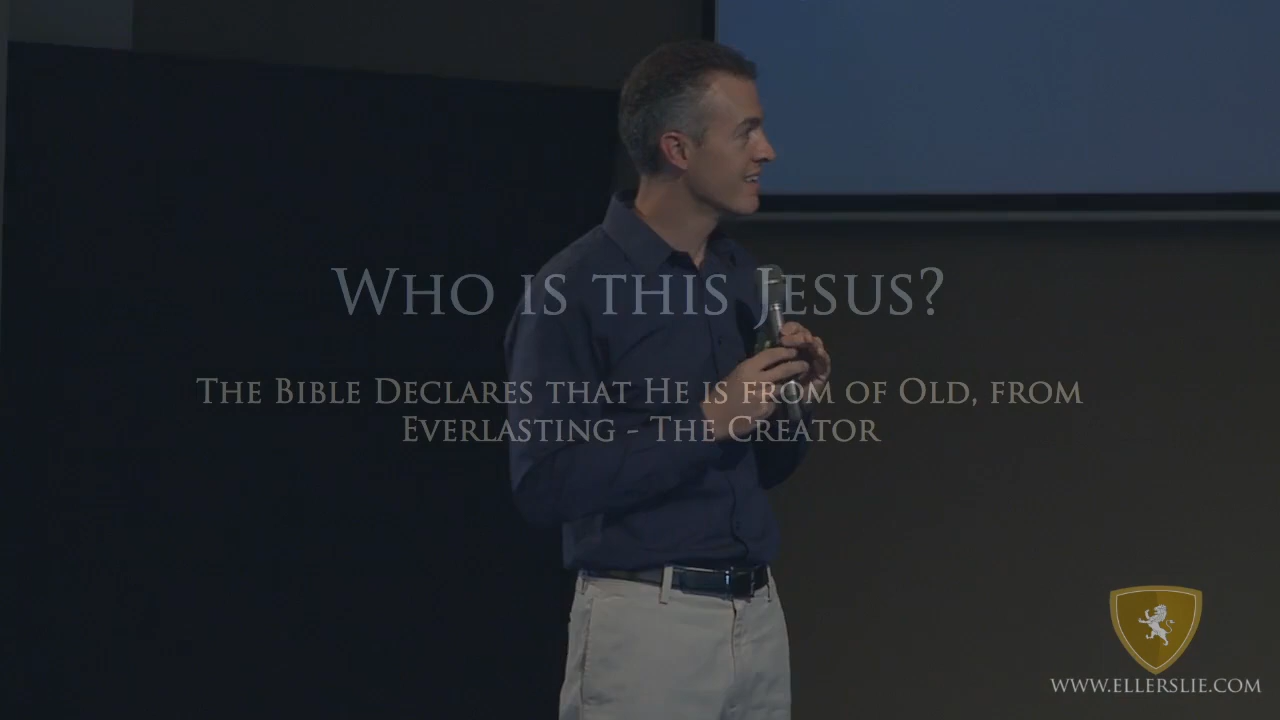 Who is this Jesus?
The Bible Declares that He is from of Old, from
Everlasting - The Creator
www.ellerslie.com